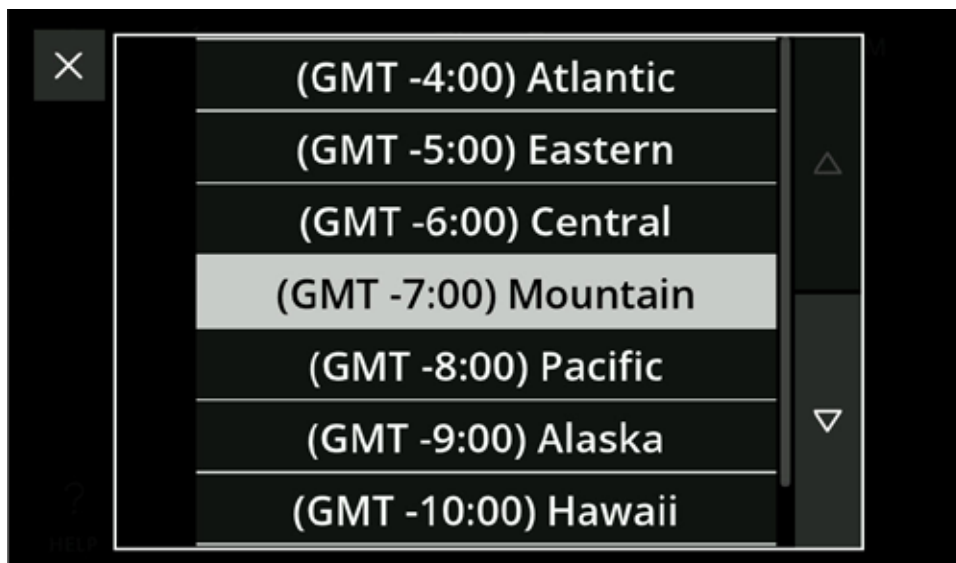 M
(GMT -4:00) Atlantic
(GMT -5:00) Eastern
(GMT -6:00) Central
(GMT -7:00) Mountain
(GMT -8:00) Pacific
(GMT -9:00) Alaska
(GMT -10:00) Hawaii
?
HELP